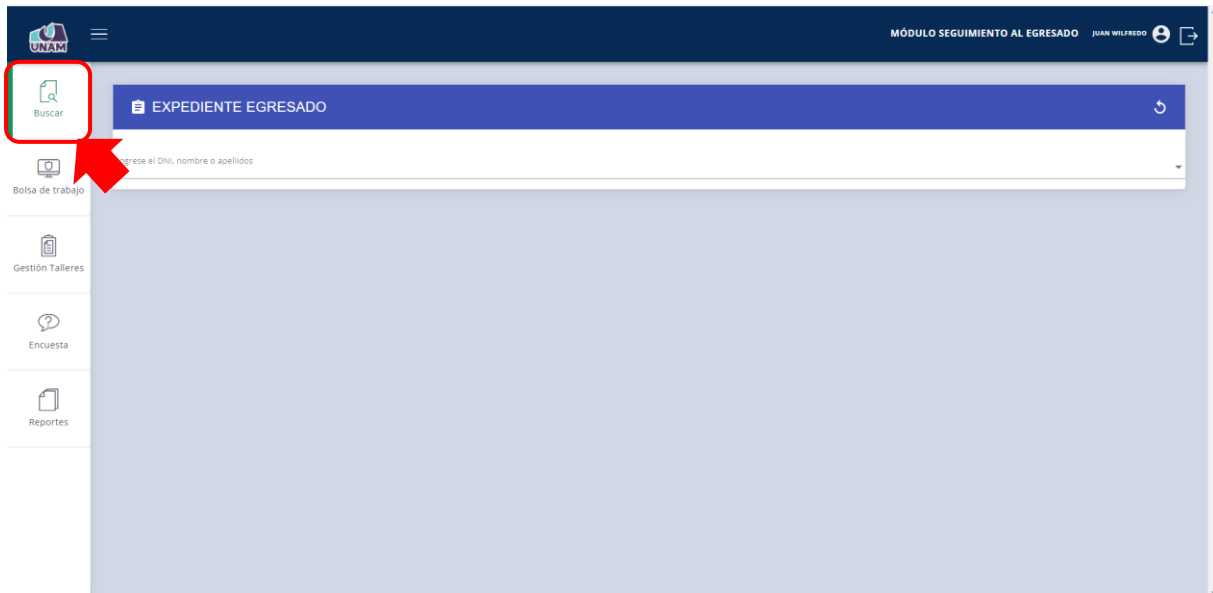 UNAM
MÓDULO SEGUIMIENTO AL EGRESADO JUAN WILFREDO
Buscar
EXPEDIENTE EGRESADO
el DNI, nombre o apellidos
Bolsa de trabajo
Gestión Talleres
Encuesta
Reportes